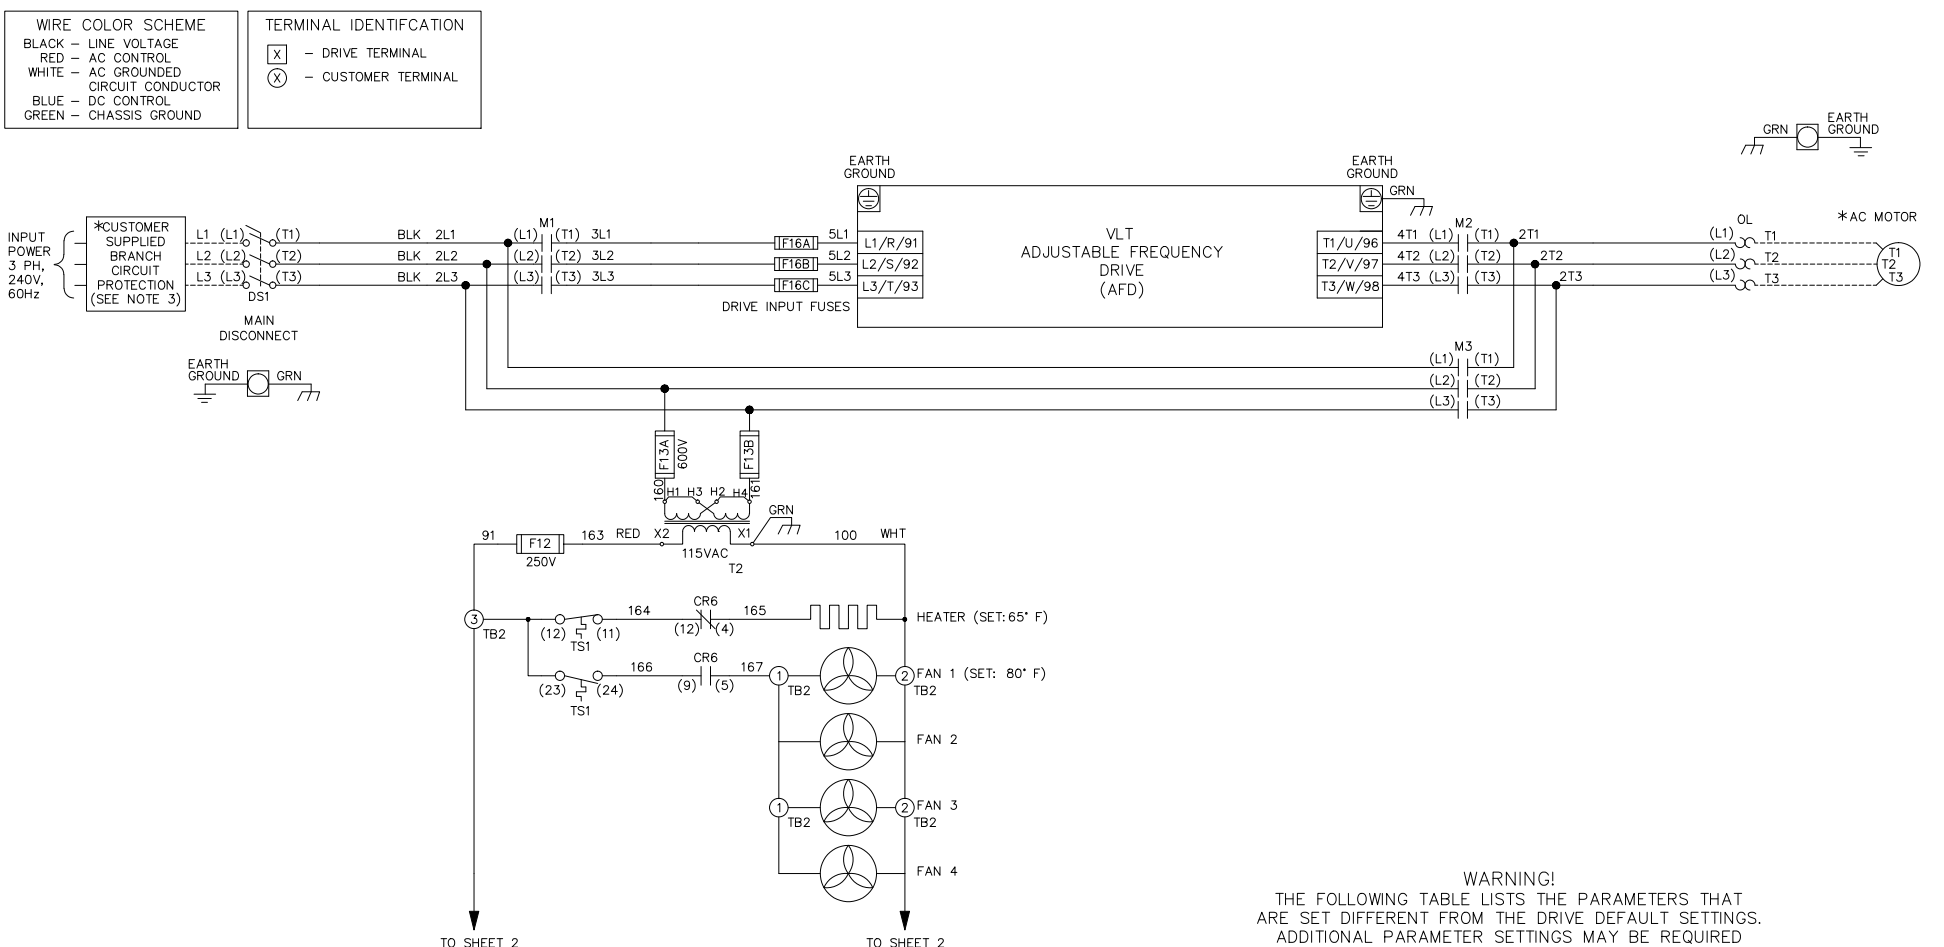 WIRE COLOR SCHEME
BLACK – LINE VOLTAGE
RED – AC CONTROL
WHITE – AC GROUNDED
CIRCUIT CONDUCTOR
BLUE – DC CONTROL
GREEN – CHASSIS GROUND
TERMINAL IDENTIFCATION
X – DRIVE TERMINAL
X – CUSTOMER TERMINAL
GRN
EARTH
GROUND
INPUT
POWER
3 PH,
240V,
60Hz
*CUSTOMER
SUPPLIED
BRANCH
CIRCUIT
PROTECTION
(SEE NOTE 3)
L1 (L1) (T1) BLK 2L1
L2 (L2) (T2) BLK 2L2
L3 (L3) (T3) BLK 2L3
DS1
MAIN
DISCONNECT
EARTH
GROUND GRN
M1
(L1) (T1) 3L1 F16A 5L1 L1/R/91
(L2) (T2) 3L2 F16B 5L2 L2/S/92
(L3) (T3) 3L3 F16C 5L3 L3/T/93
DRIVE INPUT FUSES
EARTH
GROUND
VLT
ADJUSTABLE FREQUENCY
DRIVE
(AFD)
EARTH
GROUND
GRN
M2
T1/U/96 4T1 (L1) (T1) 2T1
T2/V/97 4T2 (L2) (T2) 2T2
T3/W/98 4T3 (L3) (T3) 2T3
OL
(L1) T1
(L2) T2
(L3) T3
*AC MOTOR
T1
T2
T3
M3
(L1) (T1)
(L2) (T2)
(L3) (T3)
F13A
600V
F13B
160
H1 H3 H2 H4
161
GRN
91 F12 163 RED X2 X1 100 WHT
250V
115VAC
T2
3
TB2
(12) (11) 164 CR6 165
TS1
(12) (4)
HEATER (SET:65° F)
(23) (24) 166 CR6 167
TS1
(9) (5)
1
TB2
2
TB2
FAN 1 (SET: 80° F)
FAN 2
1
TB2
2
TB2
FAN 3
FAN 4
TO SHEET 2
TO SHEET 2
WARNING!
THE FOLLOWING TABLE LISTS THE PARAMETERS THAT
ARE SET DIFFERENT FROM THE DRIVE DEFAULT SETTINGS.
ADDITIONAL PARAMETER SETTINGS MAY BE REQUIRED